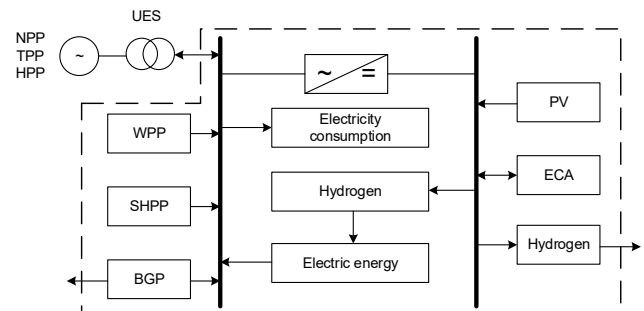 UES
NPP
TPP
HPP
~
~ =
PV
WPP
Electricity
consumption
ECA
Hydrogen
SHPP
Hydrogen
Electric energy
BGP